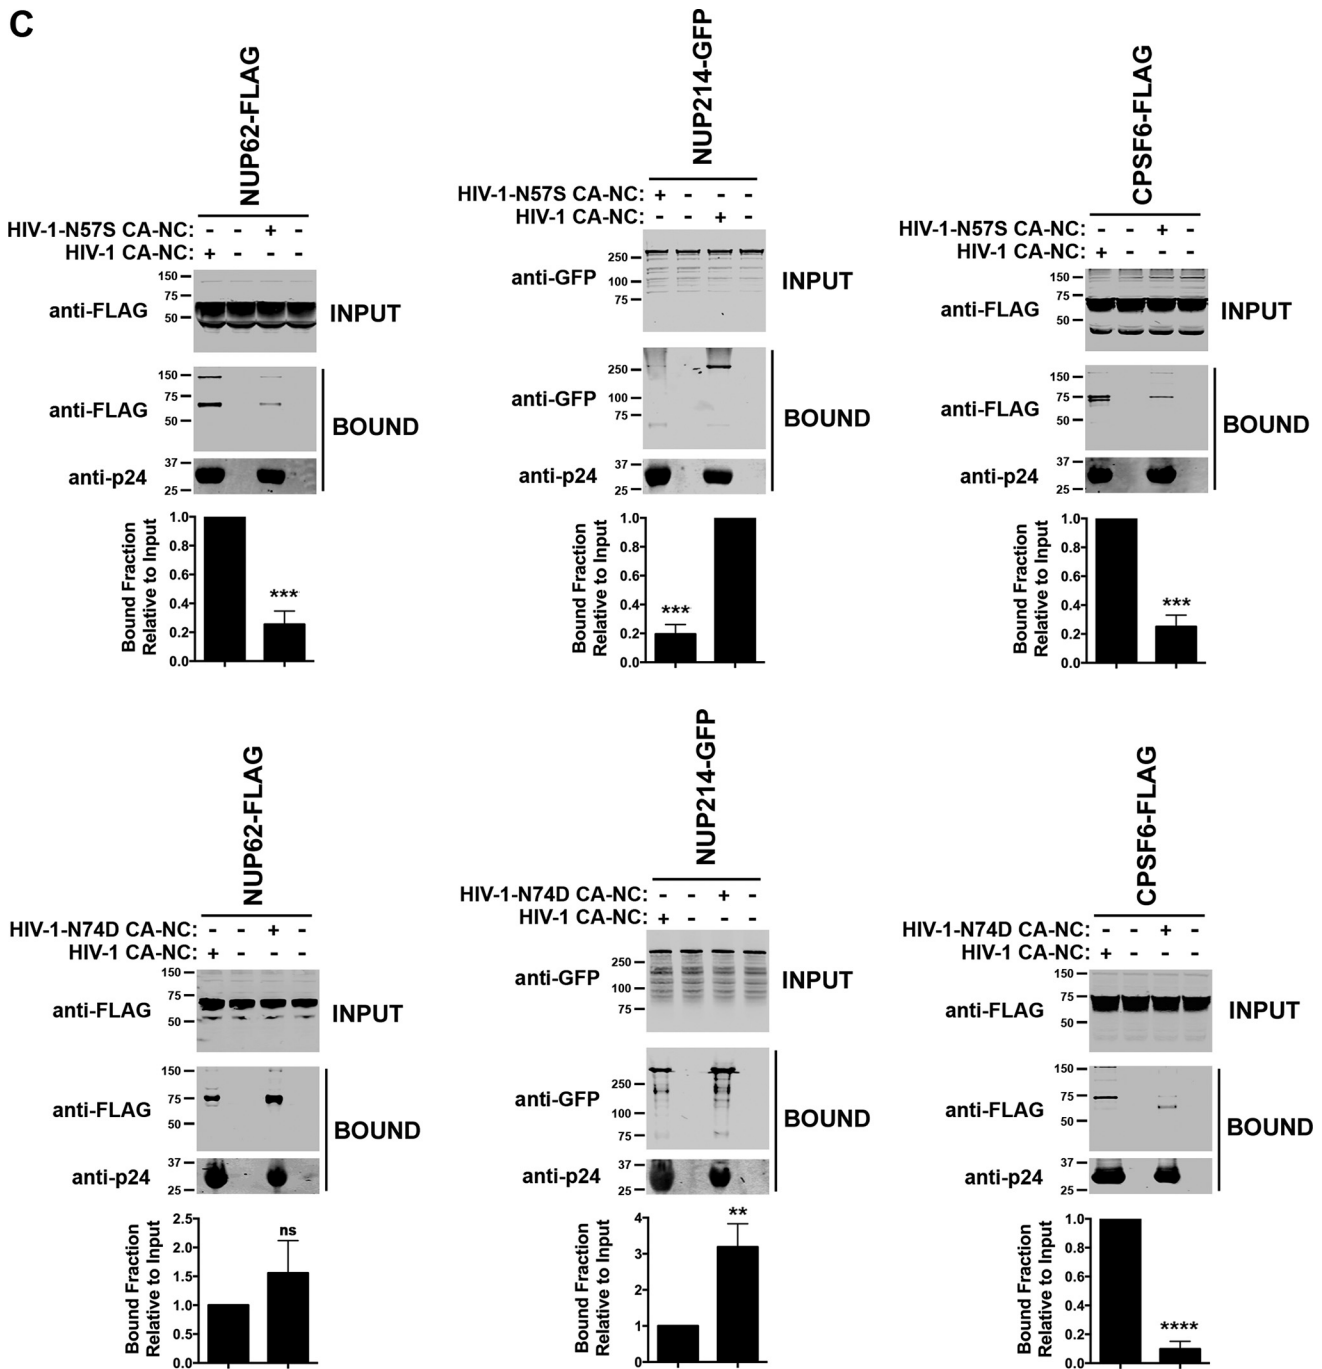 C
NUP62-FLAG
HIV-1-N57S CA-NC: - - + -
HIV-1 CA-NC: + - - -
150
75
50
anti-FLAG
INPUT
150
75
50
anti-FLAG
BOUND
37
25
anti-p24
Bound Fraction
Relative to Input
1.0
0.8
0.6
0.4
0.2
0.0
***
NUP214-GFP
HIV-1-N57S CA-NC: + - - -
HIV-1 CA-NC: - - + -
250
100
75
anti-GFP
INPUT
250
100
75
anti-GFP
BOUND
37
25
anti-p24
Bound Fraction
Relative to Input
1.0
0.8
0.6
0.4
0.2
0.0
***
CPSF6-FLAG
HIV-1-N57S CA-NC: - - + -
HIV-1 CA-NC: + - - -
150
75
50
anti-FLAG
INPUT
150
75
50
anti-FLAG
BOUND
37
25
anti-p24
Bound Fraction
Relative to Input
1.0
0.8
0.6
0.4
0.2
0.0
***
NUP62-FLAG
HIV-1-N74D CA-NC: - - + -
HIV-1 CA-NC: + - - -
150
75
50
anti-FLAG
INPUT
150
75
50
anti-FLAG
BOUND
37
25
anti-p24
Bound Fraction
Relative to Input
2.5
2.0
1.5
1.0
0.5
0.0
ns
NUP214-GFP
HIV-1-N74D CA-NC: - - + -
HIV-1 CA-NC: + - - -
250
100
75
anti-GFP
INPUT
250
100
75
anti-GFP
BOUND
37
25
anti-p24
Bound Fraction
Relative to Input
4
3
2
1
0
**
CPSF6-FLAG
HIV-1-N74D CA-NC: - - + -
HIV-1 CA-NC: + - - -
150
75
50
anti-FLAG
INPUT
150
75
50
anti-FLAG
BOUND
37
25
anti-p24
Bound Fraction
Relative to Input
1.0
0.8
0.6
0.4
0.2
0.0
****